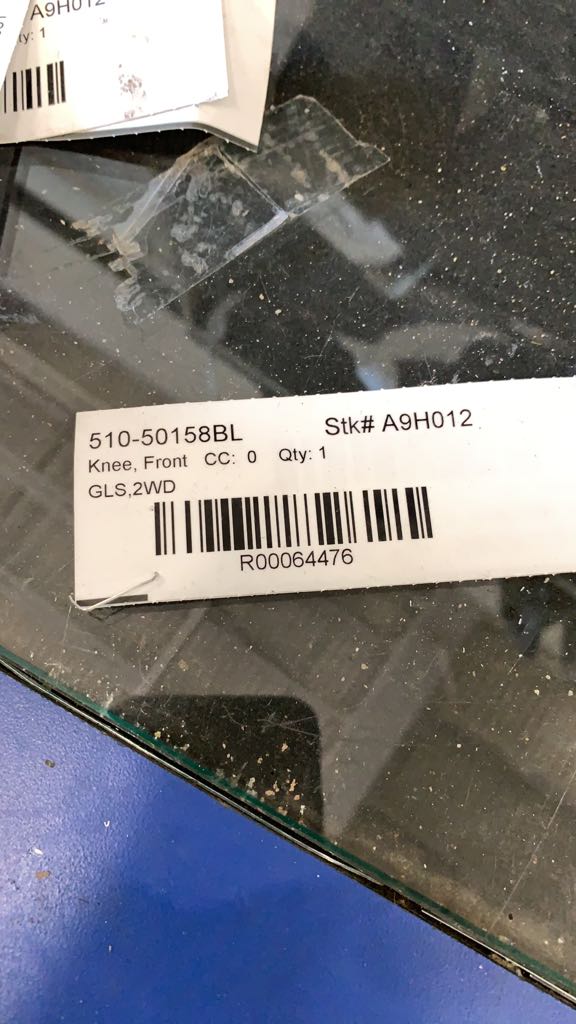 A9H012
ty: 1
510-50158BL Stk# A9H012
Knee, Front CC: 0 Qty: 1
GLS,2WD
R00064476